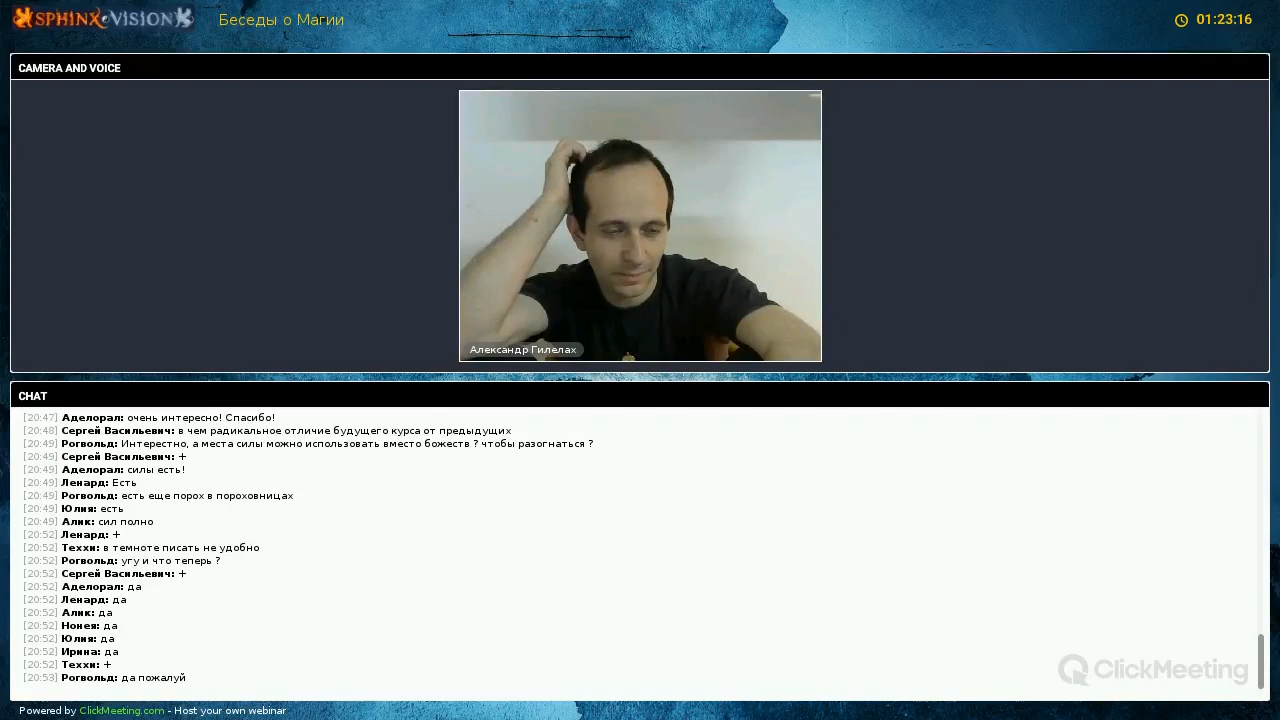 SPHINX VISION
Беседы о Магии
01:23:16
CAMERA AND VOICE
Александр Гилелах
CHAT
[20:47] Аделорал: очень интересно! Спасибо!
[20:48] Сергей Васильевич: в чем радикальное отличие будущего курса от предыдущих
[20:49] Рогвольд: Интерестно, а места силы можно использовать вместо божеств ? чтобы разогнаться ?
[20:49] Сергей Васильевич: +
[20:49] Аделорал: силы есть!
[20:49] Ленард: Есть
[20:49] Рогвольд: есть еще порох в пороховницах
[20:49] Юлия: есть
[20:49] Алик: сил полно
[20:52] Ленард: +
[20:52] Теххи: в темноте писать не удобно
[20:52] Рогвольд: угу и что теперь ?
[20:52] Сергей Васильевич: +
[20:52] Аделорал: да
[20:52] Ленард: да
[20:52] Алик: да
[20:52] Нонея: да
[20:52] Юлия: да
[20:52] Ирина: да
[20:52] Теххи: +
[20:53] Рогвольд: да пожалуй
ClickMeeting
Powered by ClickMeeting.com - Host your own webinar